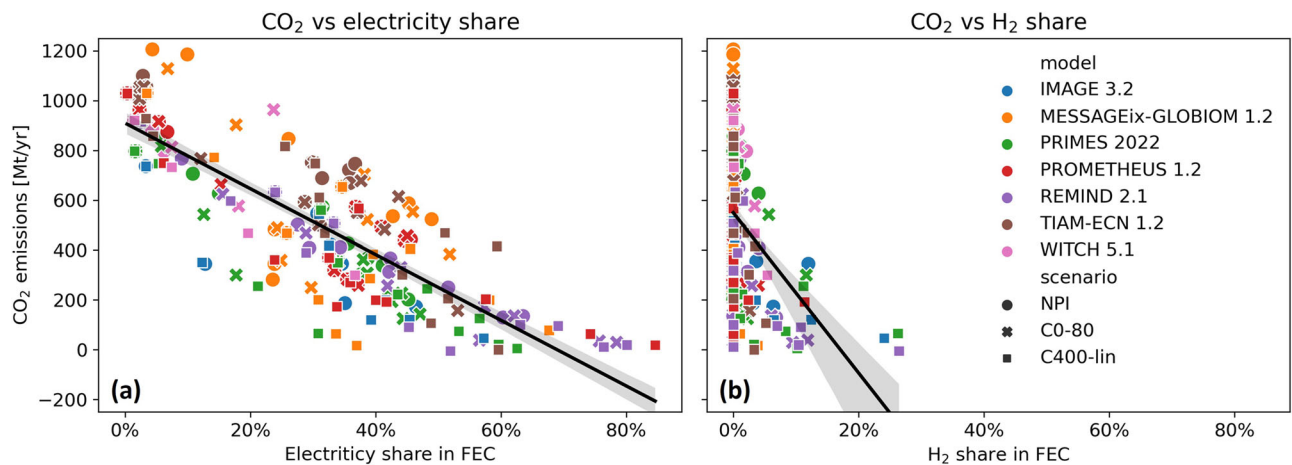 CO₂ vs electricity share
1200
1000
800
600
400
200
0
−200
CO₂ emissions [Mt/yr]
(a)
0%
20%
40%
60%
80%
Electriticy share in FEC
CO₂ vs H₂ share
model
IMAGE 3.2
MESSAGEix-GLOBIOM 1.2
PRIMES 2022
PROMETHEUS 1.2
REMIND 2.1
TIAM-ECN 1.2
WITCH 5.1
scenario
NPI
C0-80
C400-lin
(b)
0%
20%
40%
60%
80%
H₂ share in FEC